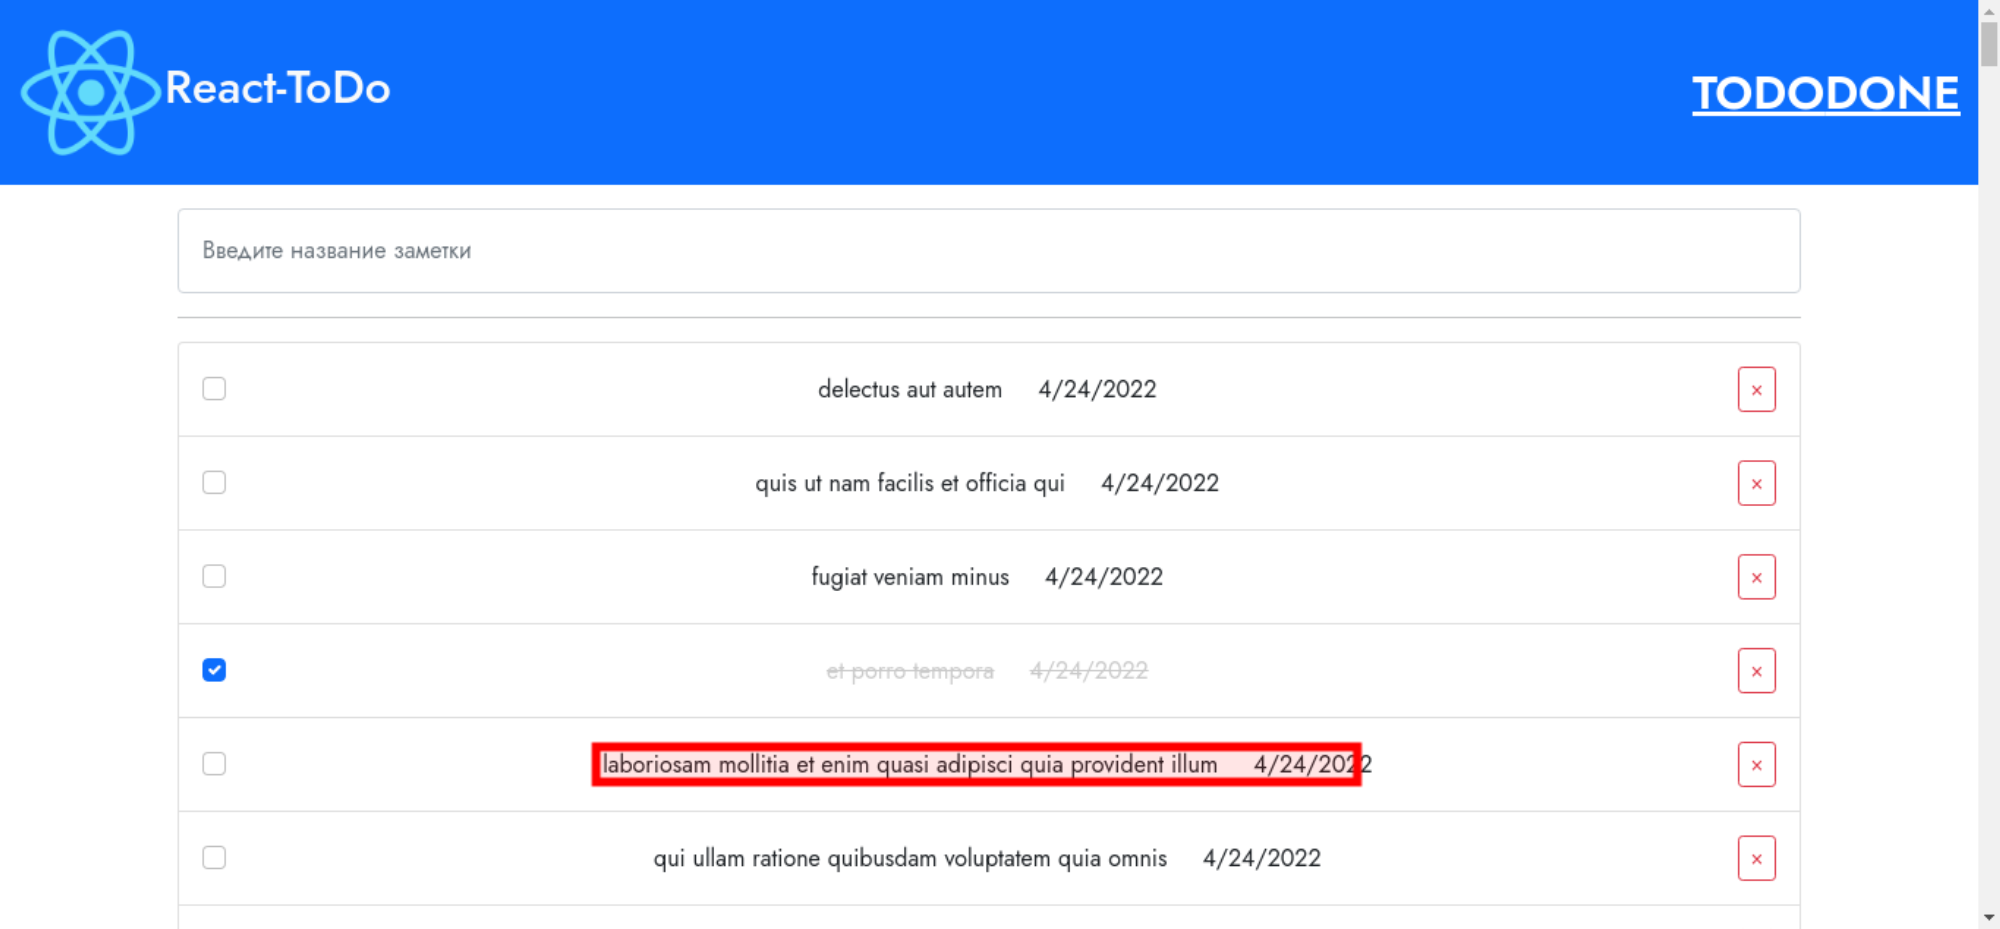 React-ToDo
TODODONE
Введите название заметки
delectus aut autem 4/24/2022 ×
quis ut nam facilis et officia qui 4/24/2022 ×
fugiat veniam minus 4/24/2022 ×
et porro tempora 4/24/2022 ×
laboriosam mollitia et enim quasi adipisci quia provident illum 4/24/2022 ×
qui ullam ratione quibusdam voluptatem quia omnis 4/24/2022 ×